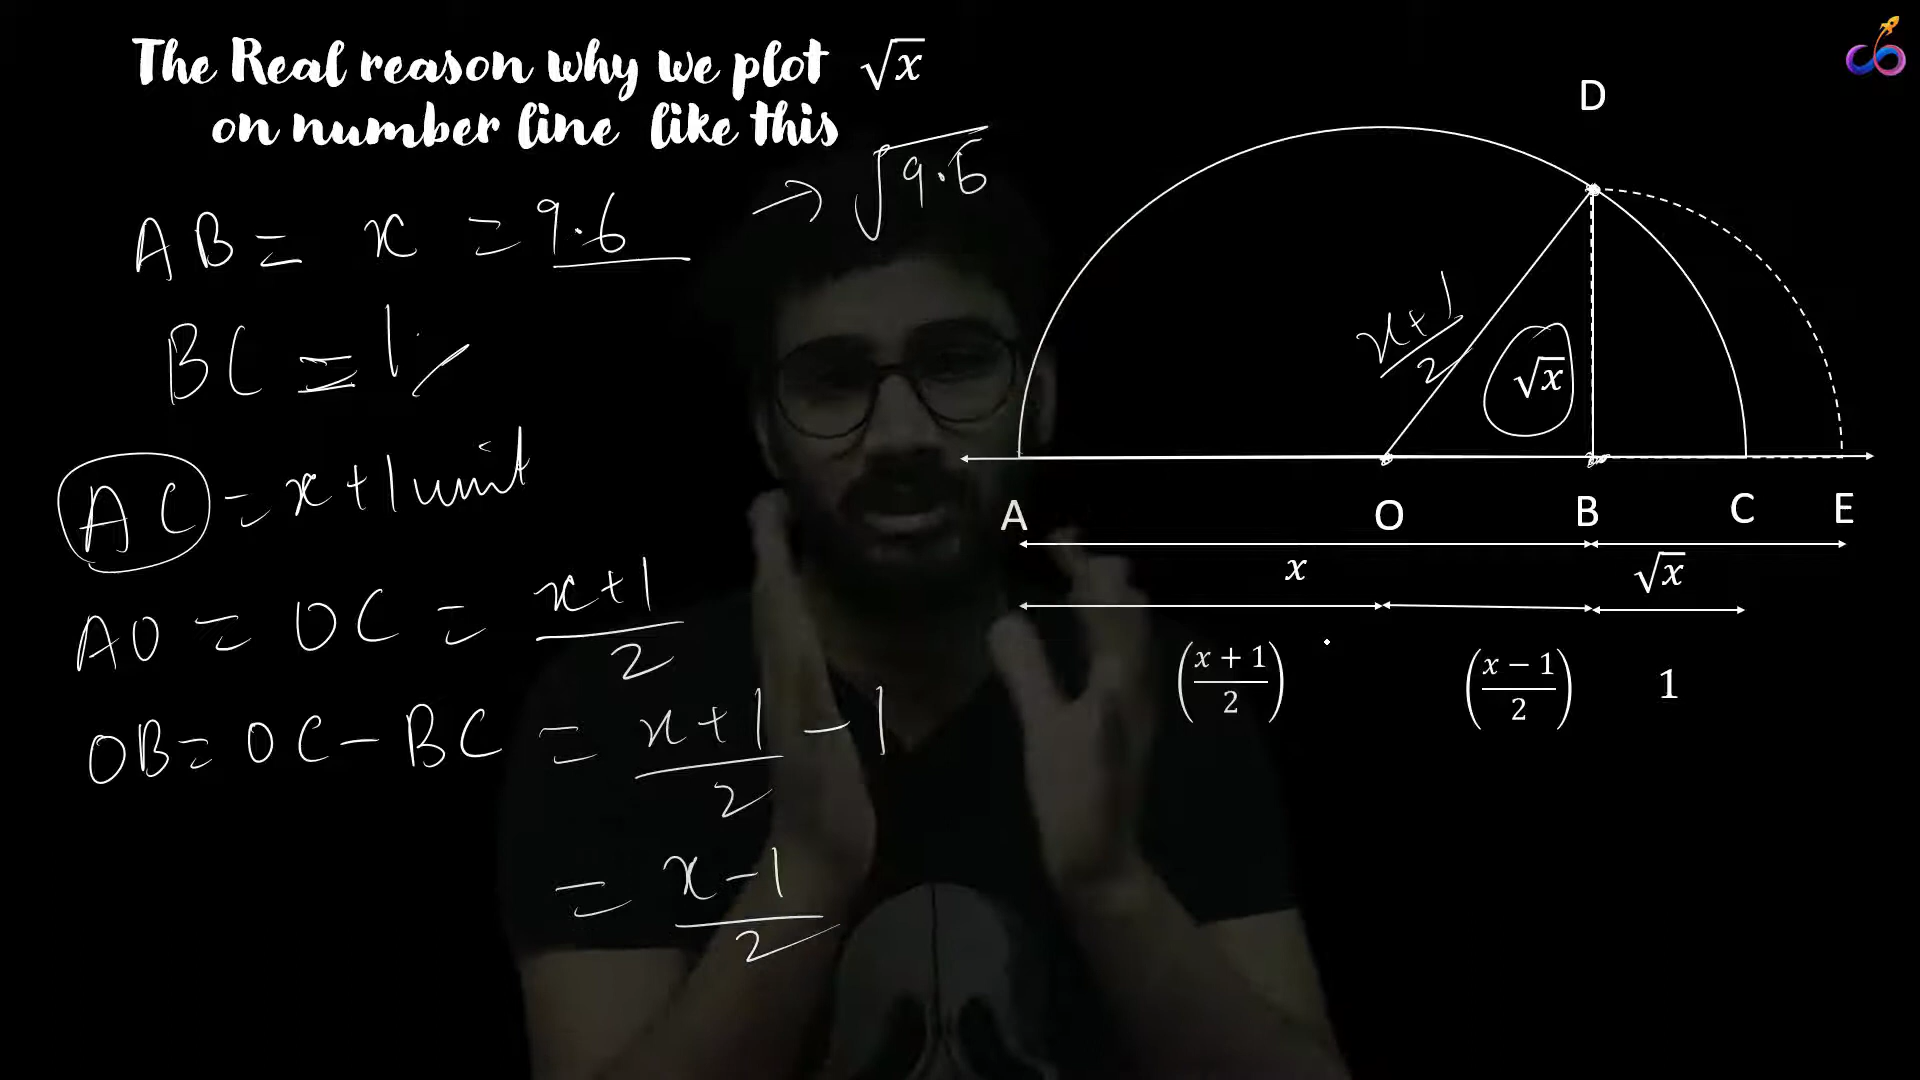 The Real reason why we plot √x
on number line like this
AB = x = 9.6 → √9.6
BC = 1
AC = x+1 unit
AO = OC = x+1/2
OB = OC - BC = x+1/2 - 1
= x-1/2
D
x+1/2
√x
A O B C E
x √x
(x + 1/2) (x − 1/2) 1